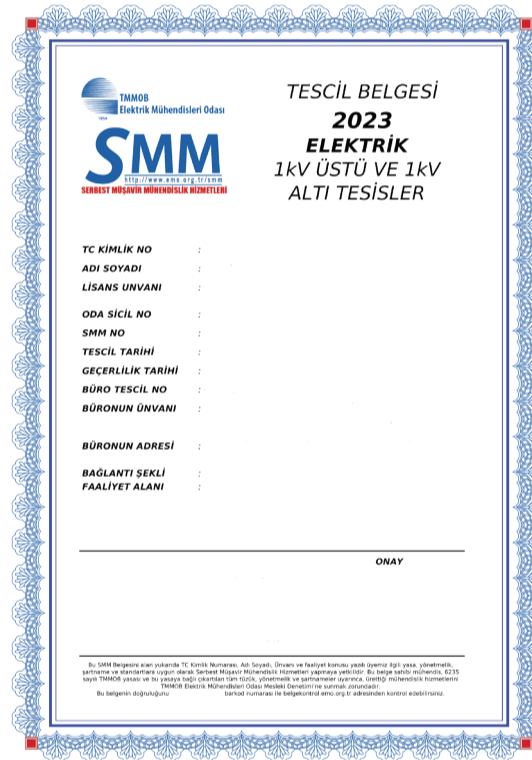 TMMOB
Elektrik Mühendisleri Odası
1954
SMM
http://www.emo.org.tr/smm
SERBEST MÜŞAVİR MÜHENDİSLİK HİZMETLERİ
TESCİL BELGESİ
2023
ELEKTRİK
1kV ÜSTÜ VE 1kV
ALTI TESİSLER
TC KİMLİK NO :
ADI SOYADI :
LİSANS UNVANI :
ODA SİCİL NO :
SMM NO :
TESCİL TARİHİ :
GEÇERLİLİK TARİHİ :
BÜRO TESCİL NO :
BÜRONUN ÜNVANI :
BÜRONUN ADRESİ :
BAĞLANTI ŞEKLİ :
FAALİYET ALANI :
ONAY
Bu SMM Belgesini alan yukarıda TC Kimlik Numarası, Adı Soyadı, Ünvanı ve faaliyet konusu yazılı üyemiz ilgili yasa, yönetmelik,
şartname ve standartlara uygun olarak Serbest Müşavir Mühendislik Hizmetleri yapmaya yetkilidir. Bu belge sahibi mühendis, 6235
sayılı TMMOB yasası ve bu yasaya bağlı çıkartılan tüm tüzük, yönetmelik ve şartnameler uyarınca, ürettiği mühendislik hizmetlerini
TMMOB Elektrik Mühendisleri Odası Mesleki Denetimi'ne sunmak zorundadır.
Bu belgenin doğruluğunu barkod numarası ile belgekontrol.emo.org.tr adresinden kontrol edebilirsiniz.